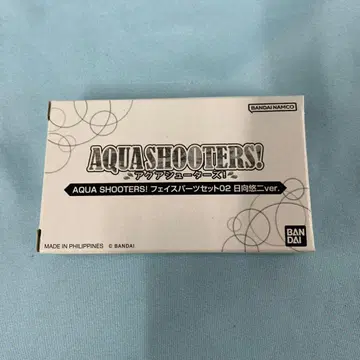 BANDAI NAMCO
AQUA SHOOTERS!
アクアシューターズ!
AQUA SHOOTERS! フェイスパーツセット02 日向悠二ver.
MADE IN PHILIPPINES © BANDAI
BAN
DAI